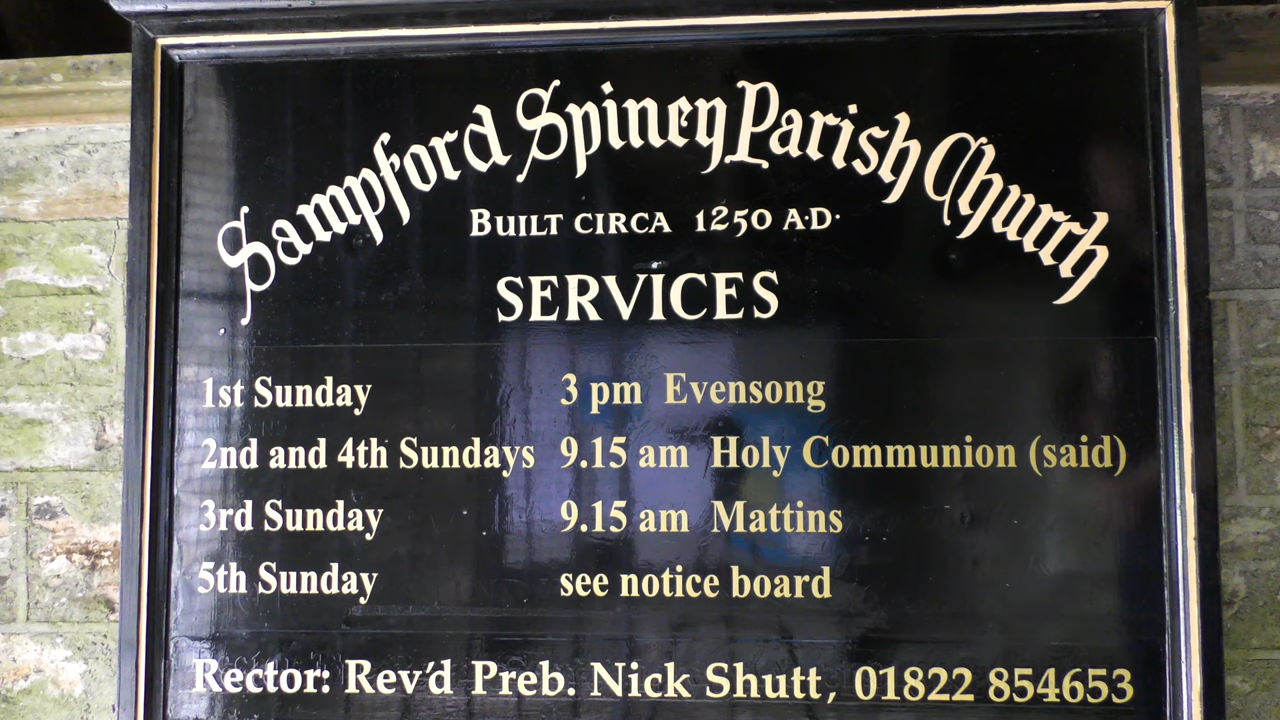 Sampford Spiney Parish Church
BUILT CIRCA 1250 A·D·
SERVICES
1st Sunday 3 pm Evensong
2nd and 4th Sundays 9.15 am Holy Communion (said)
3rd Sunday 9.15 am Mattins
5th Sunday see notice board
Rector: Rev'd Preb. Nick Shutt, 01822 854653